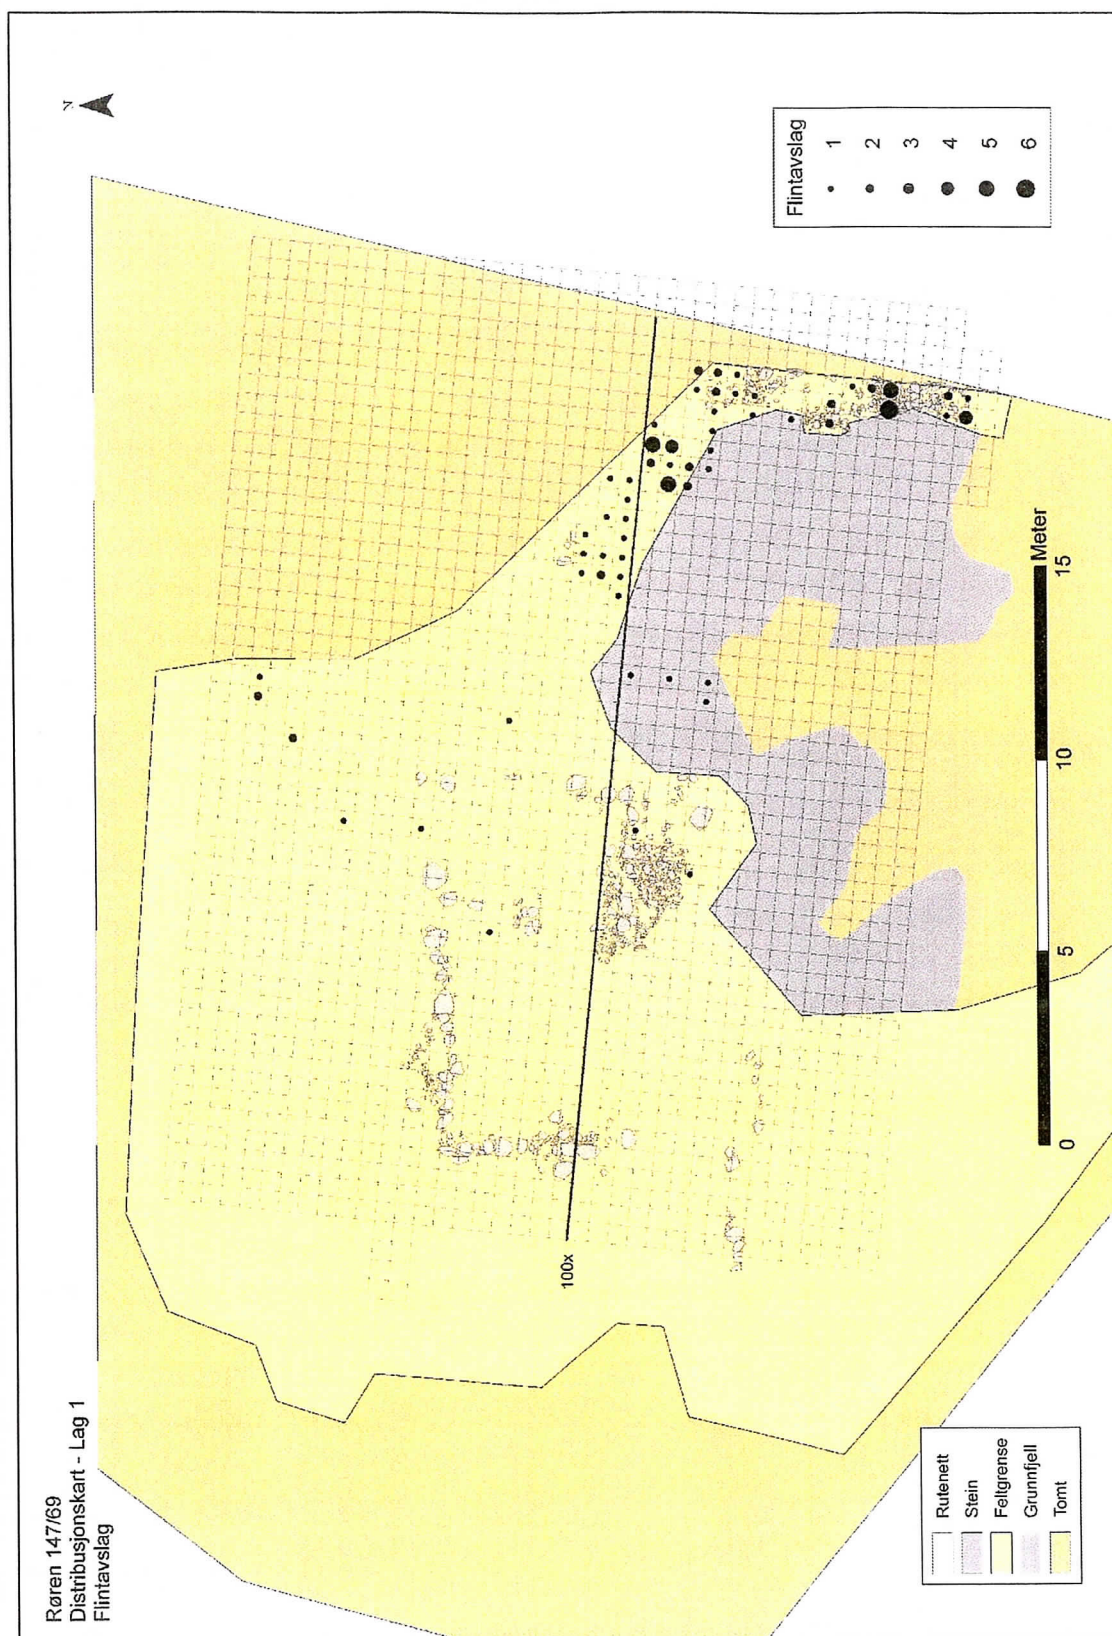 Røren 147/69
Distribusjonskart - Lag 1
Flintavslag
N
Flintavslag
1
2
3
4
5
6
100x
Rutenett
Stein
Feltgrense
Grunnfjell
Tomt
0 5 10 15
Meter